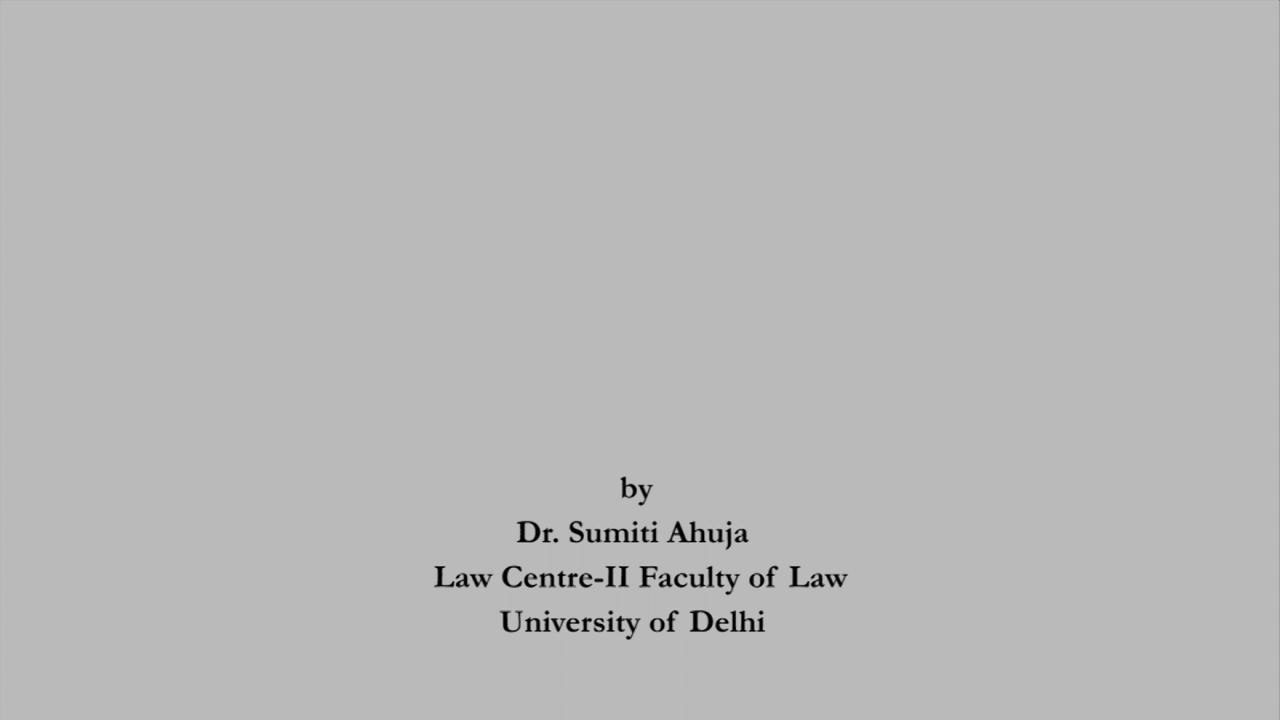 by
Dr. Sumiti Ahuja
Law Centre-II Faculty of Law
University of Delhi